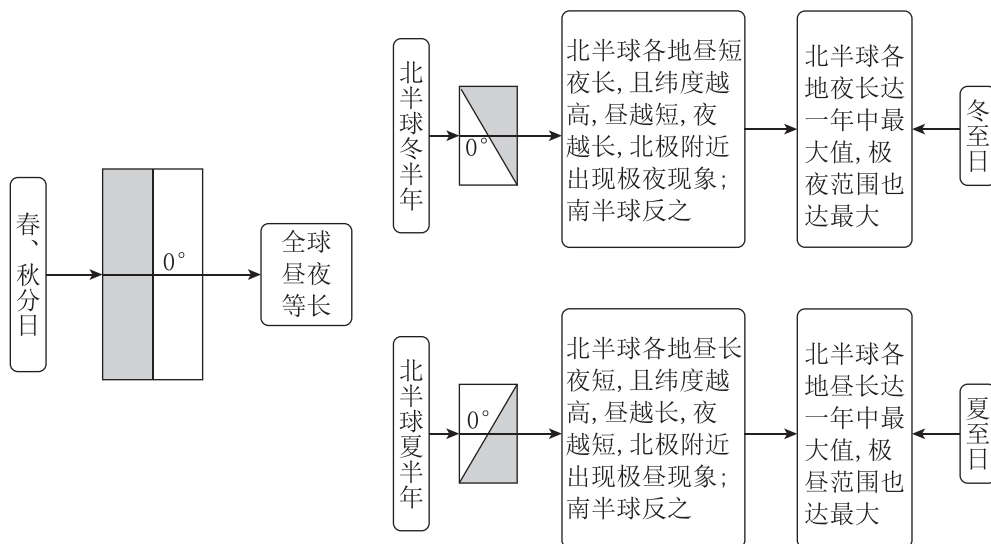 春、秋分日
0°
全球
昼夜
等长
北半球冬半年
0°
北半球各地昼短
夜长,且纬度越
高,昼越短,夜
越长,北极附近
出现极夜现象;
南半球反之
北半球各
地夜长达
一年中最
大值,极
夜范围也
达最大
冬至日
北半球夏半年
0°
北半球各地昼长
夜短,且纬度越
高,昼越长,夜
越短,北极附近
出现极昼现象;
南半球反之
北半球各
地昼长达
一年中最
大值,极
昼范围也
达最大
夏至日